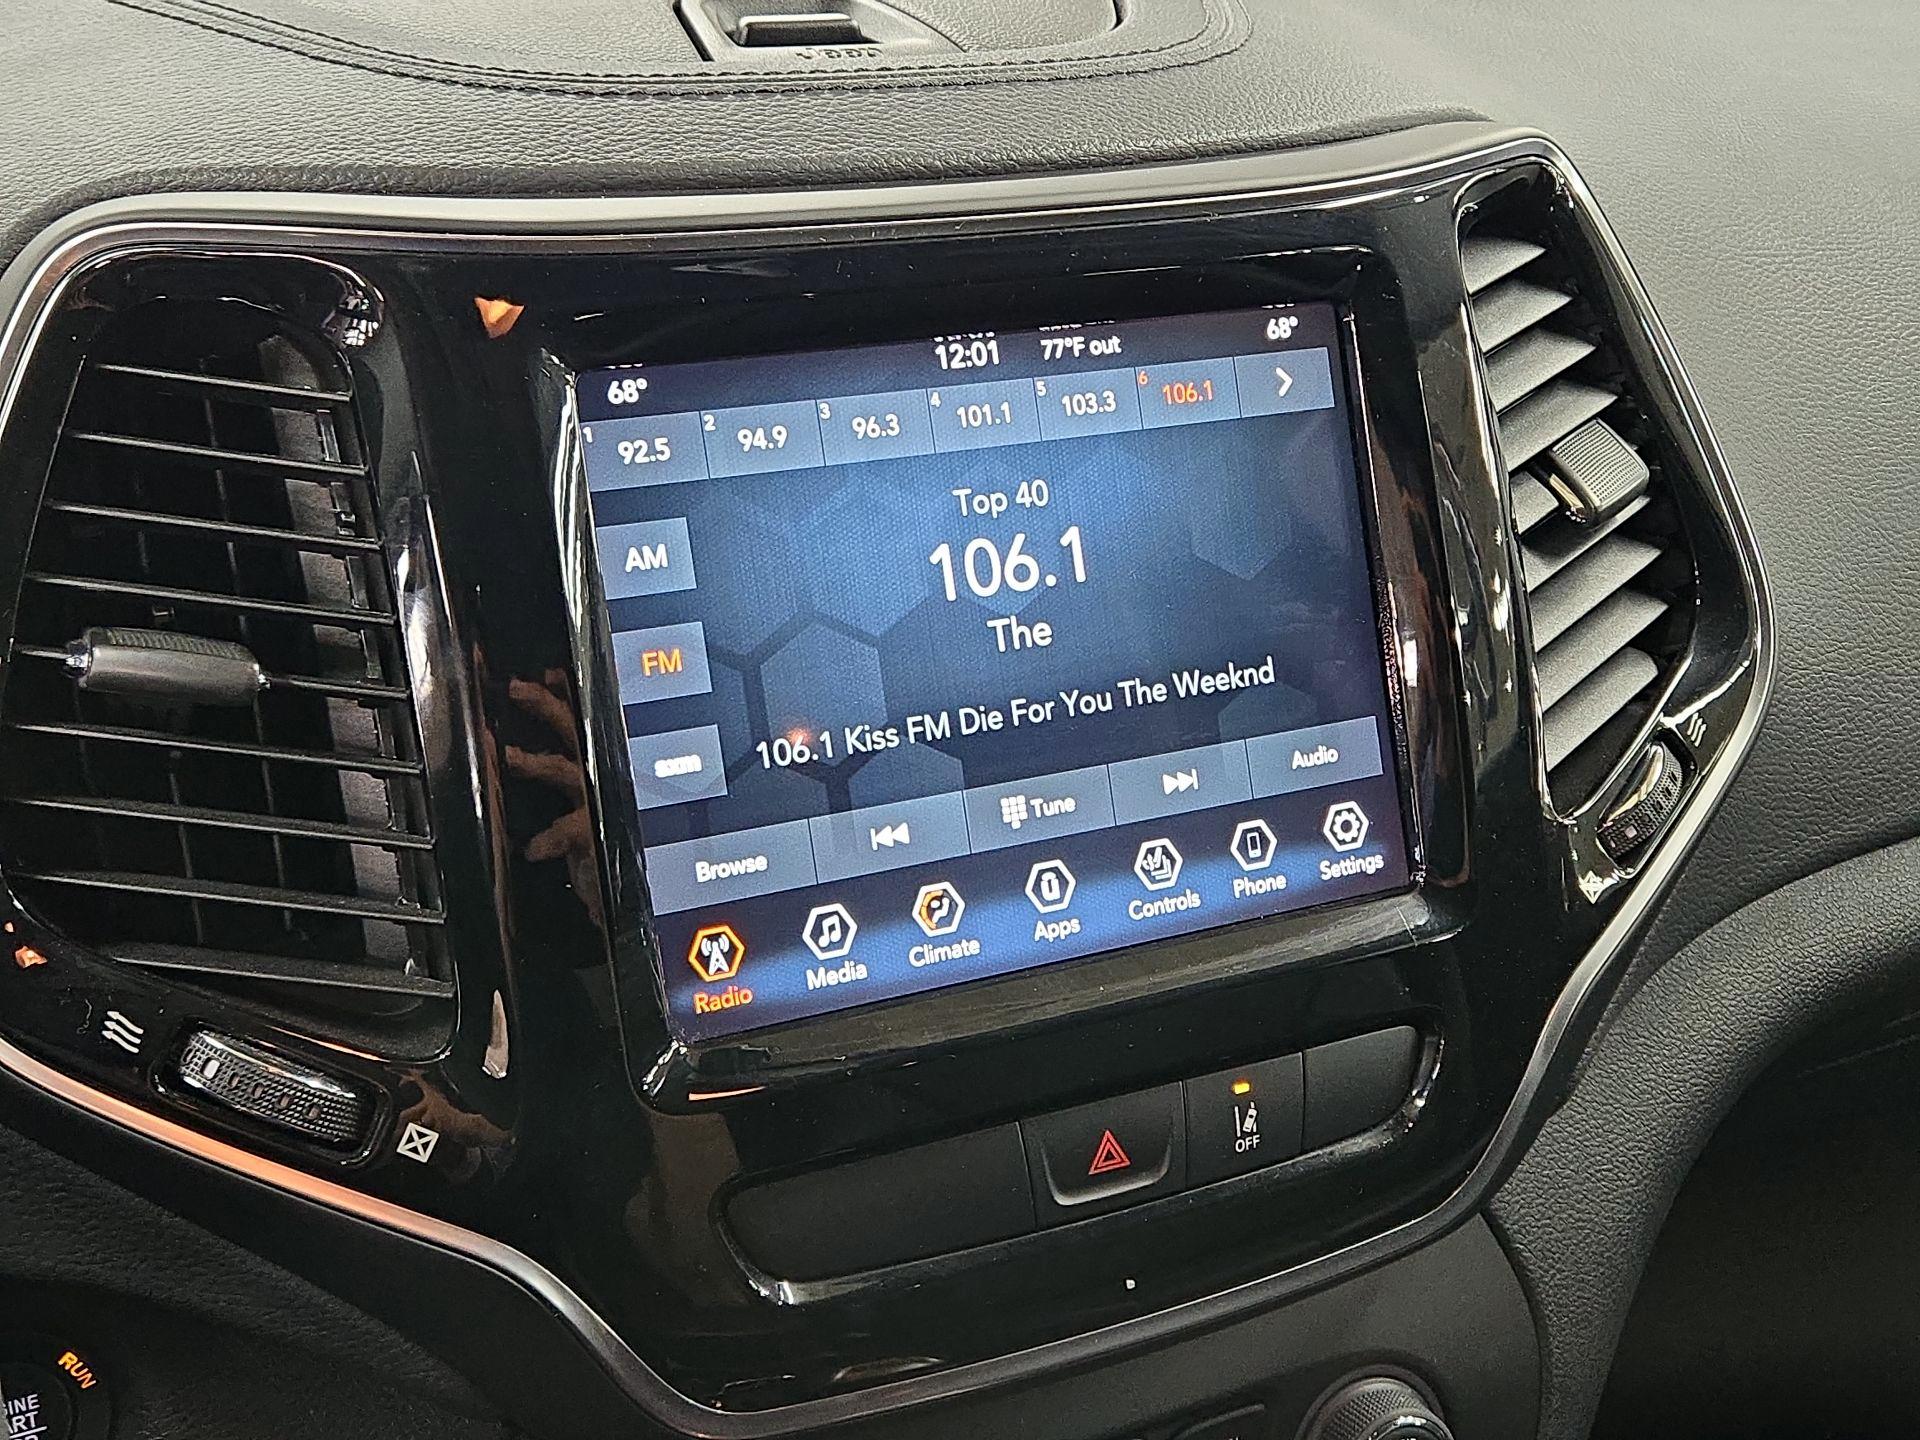 Jeep
68°
12:01
77°F out
68°
1 92.5
2 94.9
3 96.3
4 101.1
5 103.3
6 106.1
Top 40
106.1
The
106.1 Kiss FM Die For You The Weeknd
AM
FM
sxm
Browse
Tune
Audio
Radio
Media
Climate
Apps
Controls
Phone
Settings
OFF
RUN